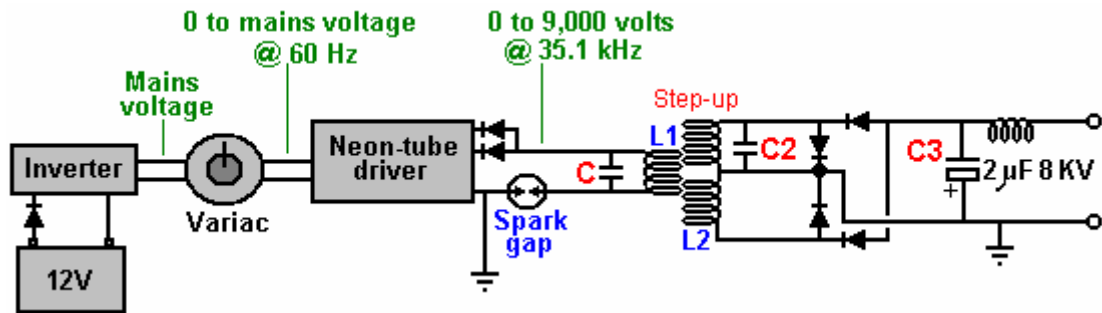 0 to mains voltage
@ 60 Hz
0 to 9,000 volts
@ 35.1 kHz
Mains
voltage
Step-up
Inverter
Variac
Neon-tube
driver
L1
C
C2
C3
2 µF 8 KV
+
Spark
gap
L2
12V